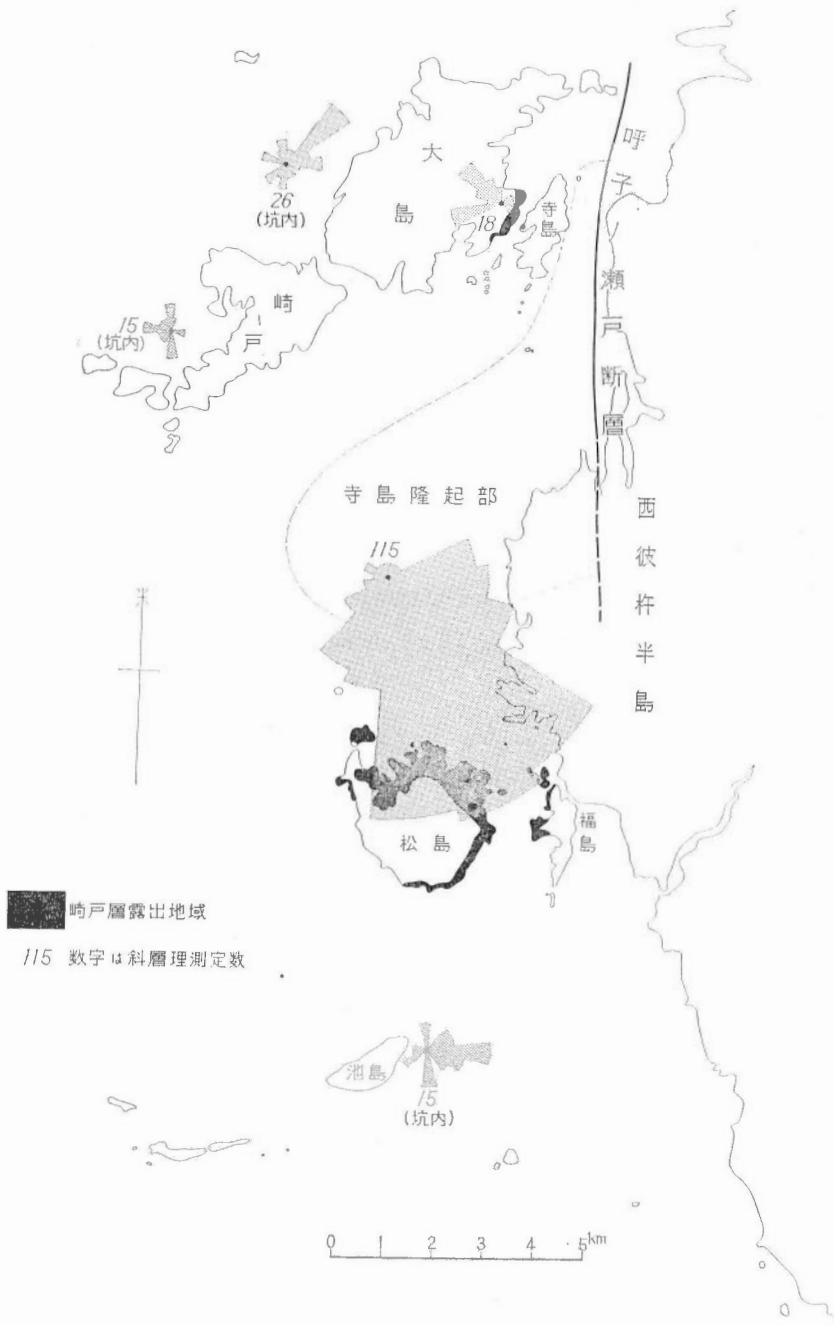 呼子ノ瀬戸断層
大島
寺島
18
26
(坑内)
崎戸
15
(坑内)
寺島隆起部
115
西彼杵半島
松島
福島
崎戸層露出地域
115 数字は斜層理測定数
池島
15
(坑内)
0 1 2 3 4 5km